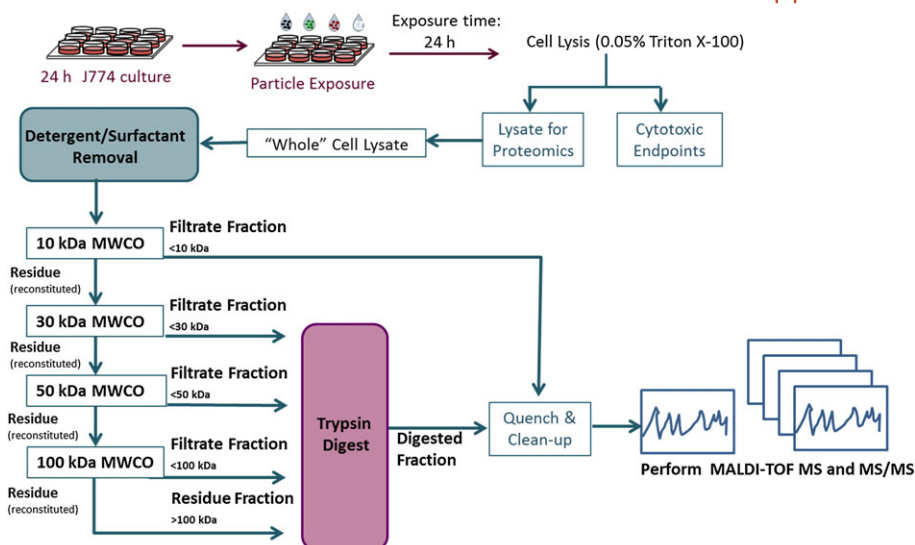 Exposure time:
24 h
Cell Lysis (0.05% Triton X-100)
24 h J774 culture
Particle Exposure
Detergent/Surfactant
Removal
"Whole" Cell Lysate
Lysate for
Proteomics
Cytotoxic
Endpoints
Filtrate Fraction
<10 kDa
10 kDa MWCO
Residue
(reconstituted)
Filtrate Fraction
<30 kDa
30 kDa MWCO
Residue
(reconstituted)
Filtrate Fraction
<50 kDa
50 kDa MWCO
Residue
(reconstituted)
Filtrate Fraction
<100 kDa
100 kDa MWCO
Residue
(reconstituted)
Residue Fraction
>100 kDa
Trypsin
Digest
Digested
Fraction
Quench &
Clean-up
Perform MALDI-TOF MS and MS/MS